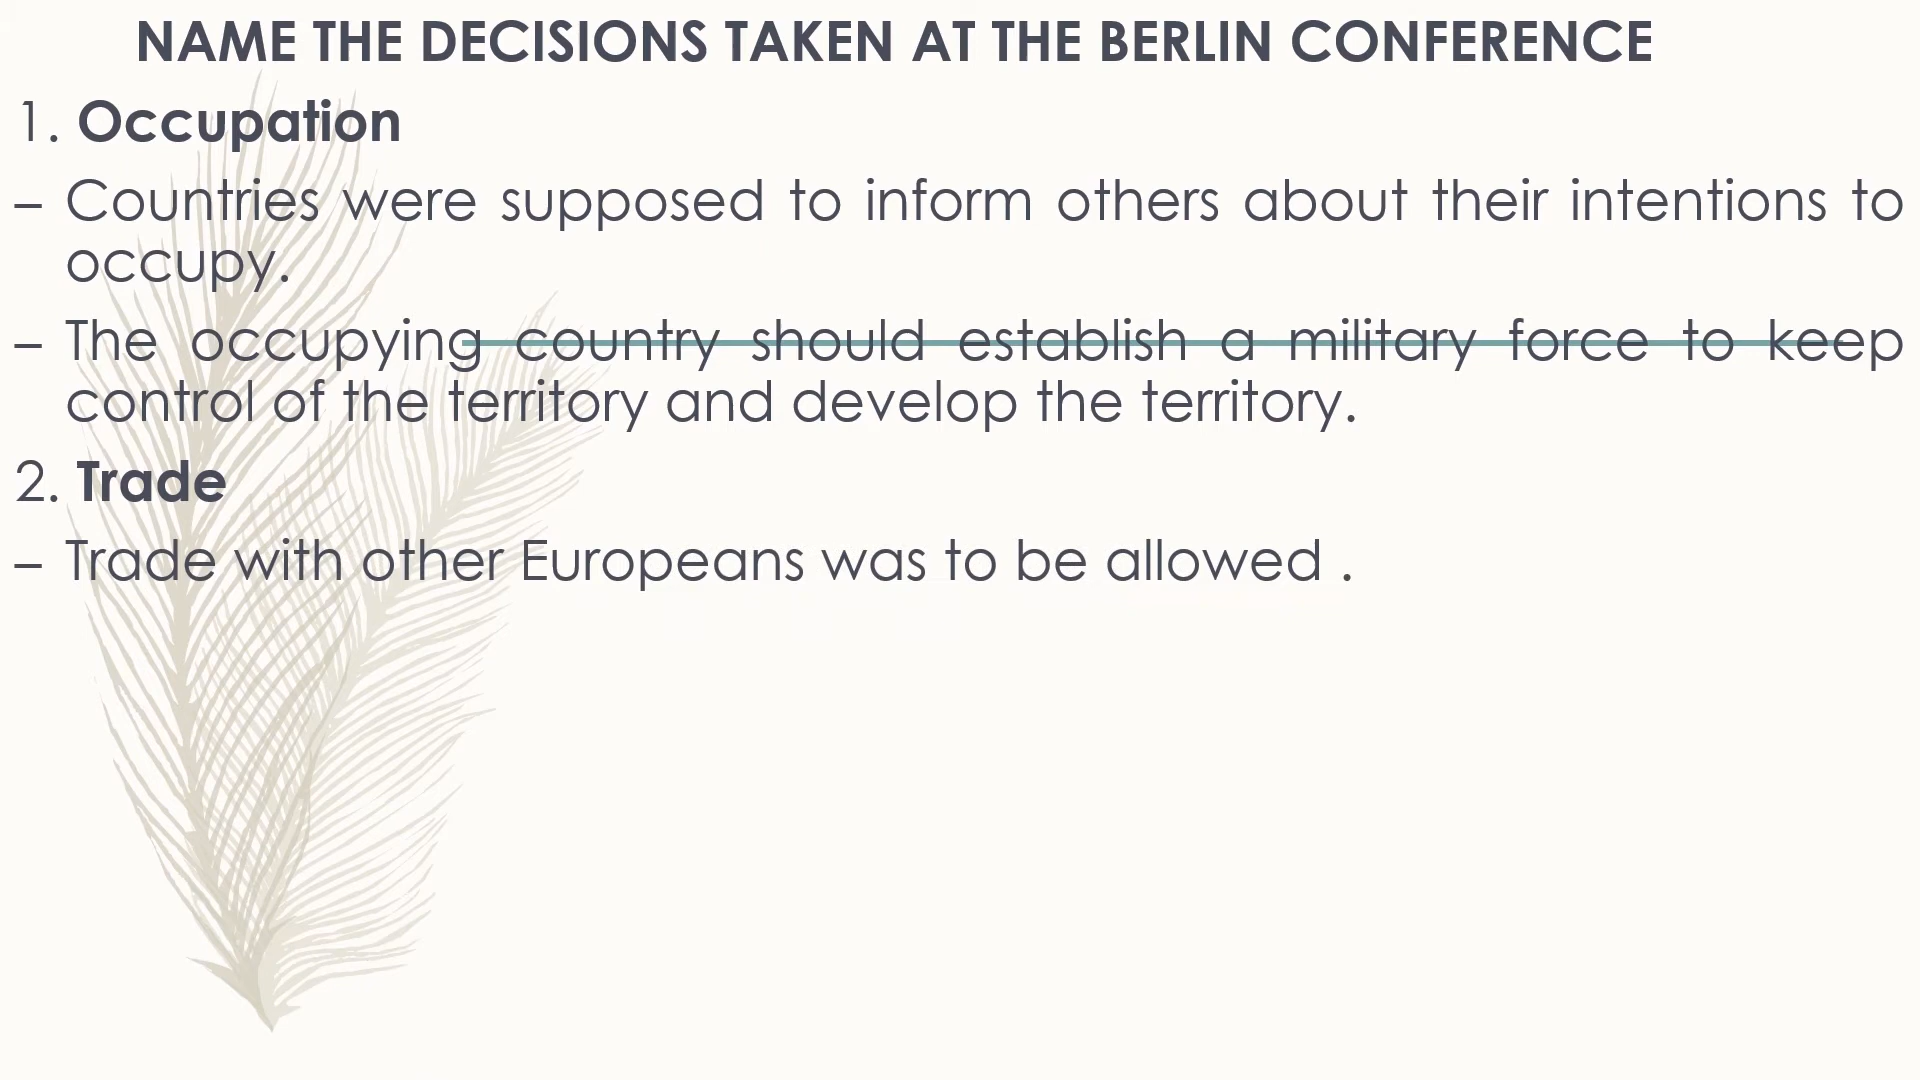 NAME THE DECISIONS TAKEN AT THE BERLIN CONFERENCE
1. Occupation
– Countries were supposed to inform others about their intentions to
occupy.
– The occupying country should establish a military force to keep
control of the territory and develop the territory.
2. Trade
– Trade with other Europeans was to be allowed .